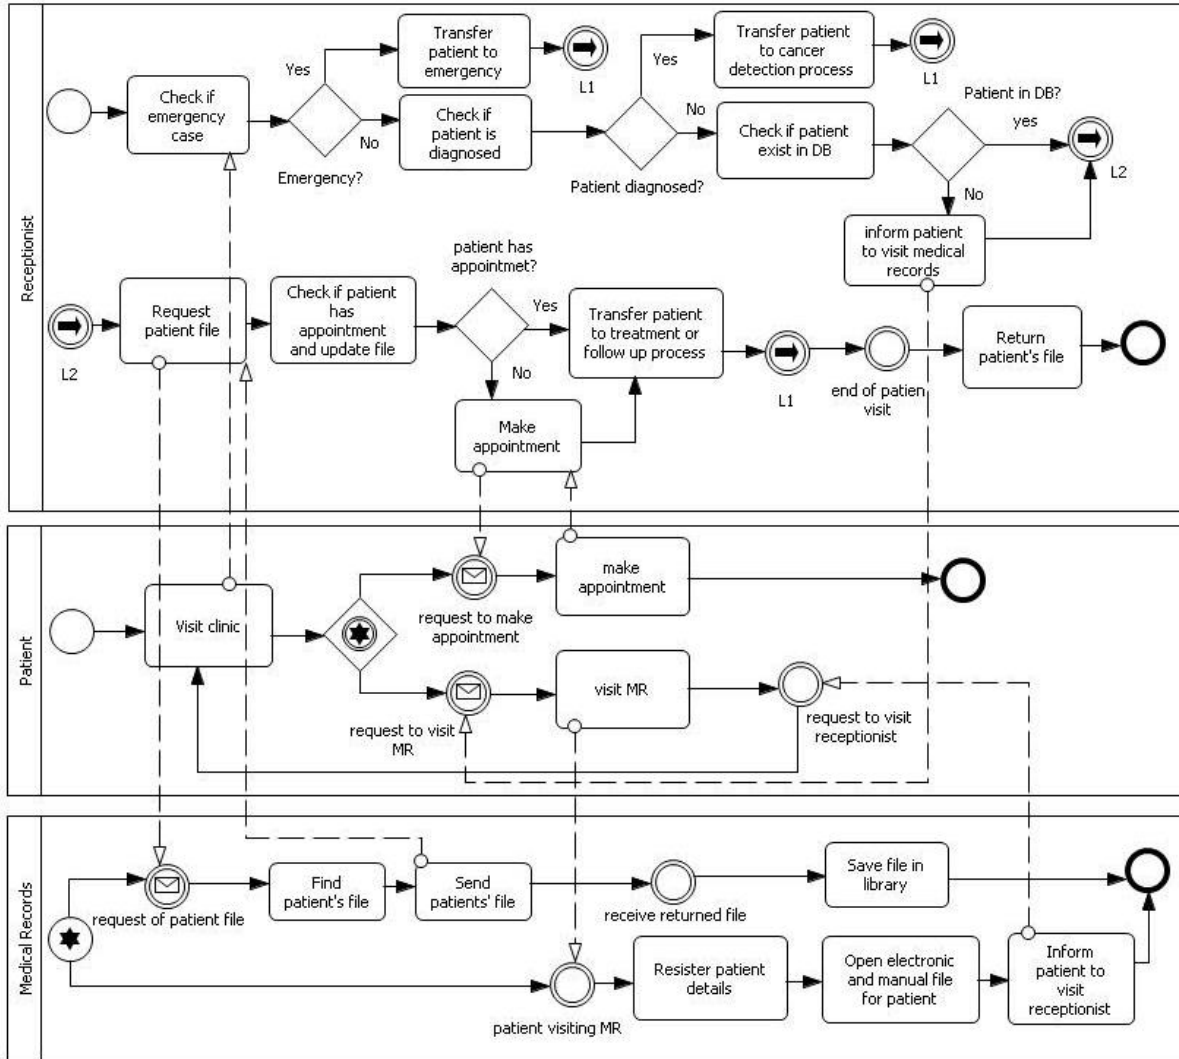 Receptionist
Check if
emergency
case
Yes
No
Emergency?
Transfer
patient to
emergency
L1
Check if
patient is
diagnosed
Yes
No
Patient diagnosed?
Transfer patient
to cancer
detection process
L1
Check if patient
exist in DB
Patient in DB?
yes
No
L2
inform patient
to visit medical
records
L2
Request
patient file
Check if patient
has
appointment
and update file
patient has
appointmet?
Yes
No
Transfer patient
to treatment or
follow up process
Make
appointment
L1
end of patien
visit
Return
patient's file
Patient
Visit clinic
request to make
appointment
make
appointment
request to visit
MR
visit MR
request to visit
receptionist
Medical Records
request of patient file
Find
patient's file
Send
patients' file
receive returned file
Save file in
library
patient visiting MR
Resister patient
details
Open electronic
and manual file
for patient
Inform
patient to
visit
receptionist